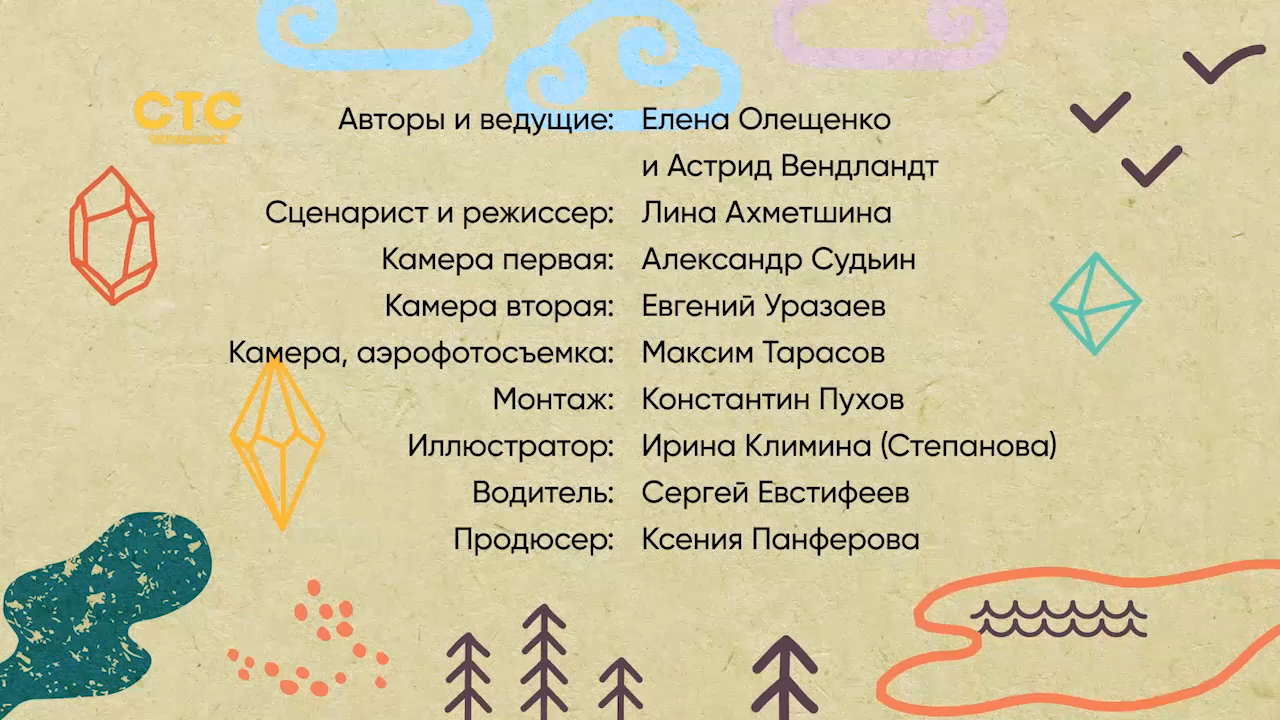 СТС
Авторы и ведущие: Елена Олещенко
и Астрид Вендландт
Сценарист и режиссер: Лина Ахметшина
Камера первая: Александр Судьин
Камера вторая: Евгений Уразаев
Камера, аэрофотосъемка: Максим Тарасов
Монтаж: Константин Пухов
Иллюстратор: Ирина Климина (Степанова)
Водитель: Сергей Евстифеев
Продюсер: Ксения Панферова